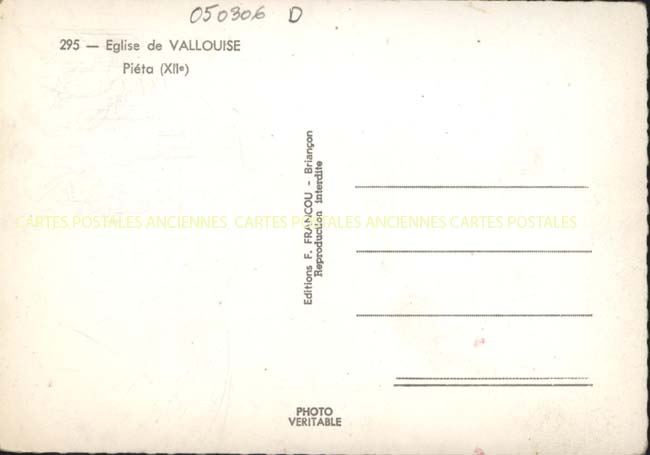 050306 D
295 — Eglise de VALLOUISE
Piéta (XIIe)
Editions F. FRANCOU - Briançon
Reproduction interdite
CARTES POSTALES ANCIENNES CARTES POSTALES ANCIENNES CARTES POSTALES
PHOTO
VERITABLE